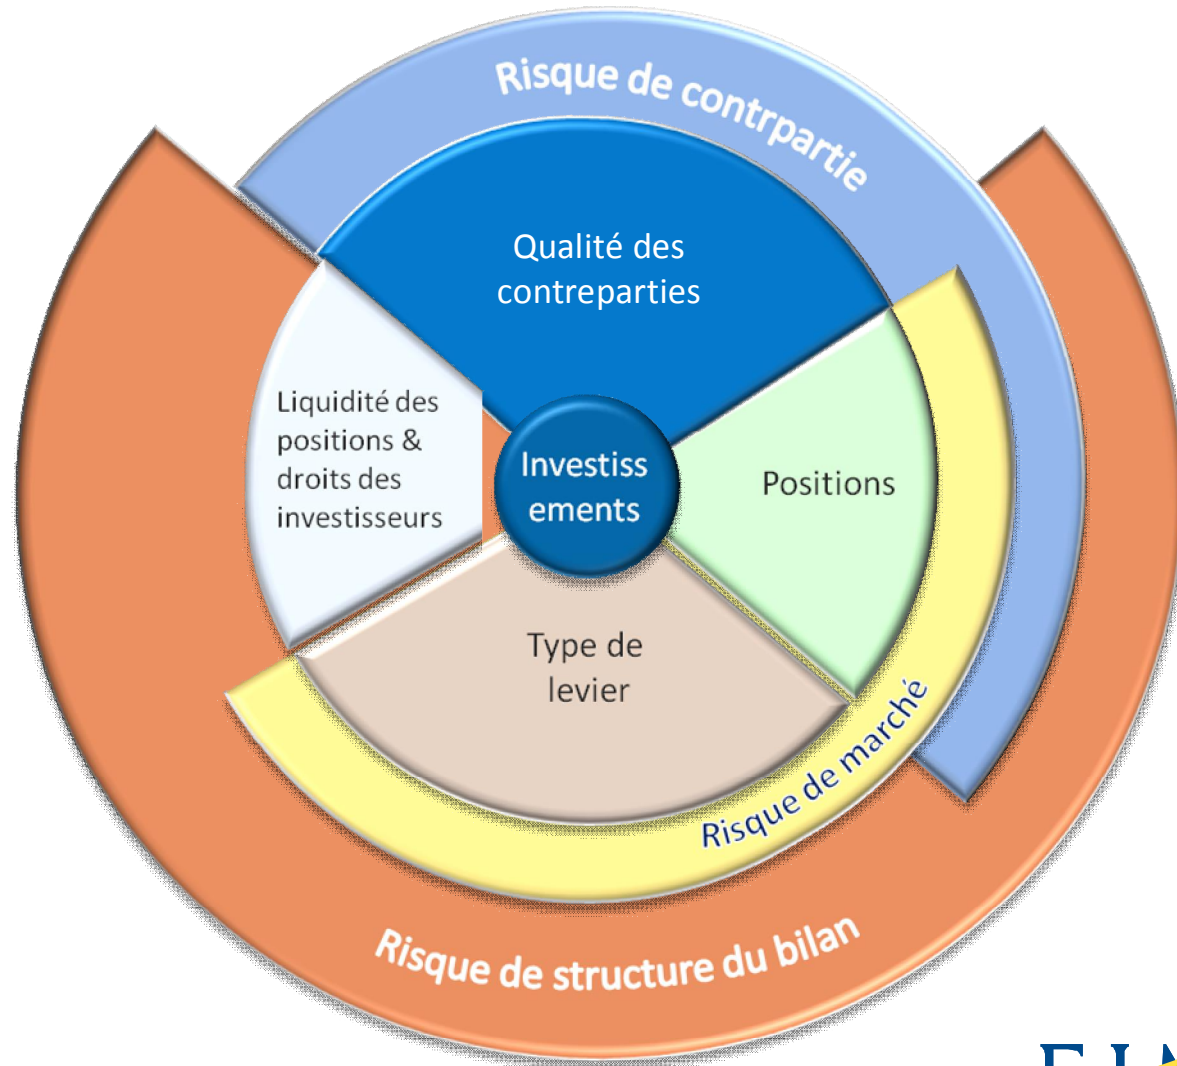 Risque de contrpartie
Qualité des
contreparties
Liquidité des
positions &
droits des
investisseurs
Investiss
ements
Positions
Type de
levier
Risque de marché
Risque de structure du bilan